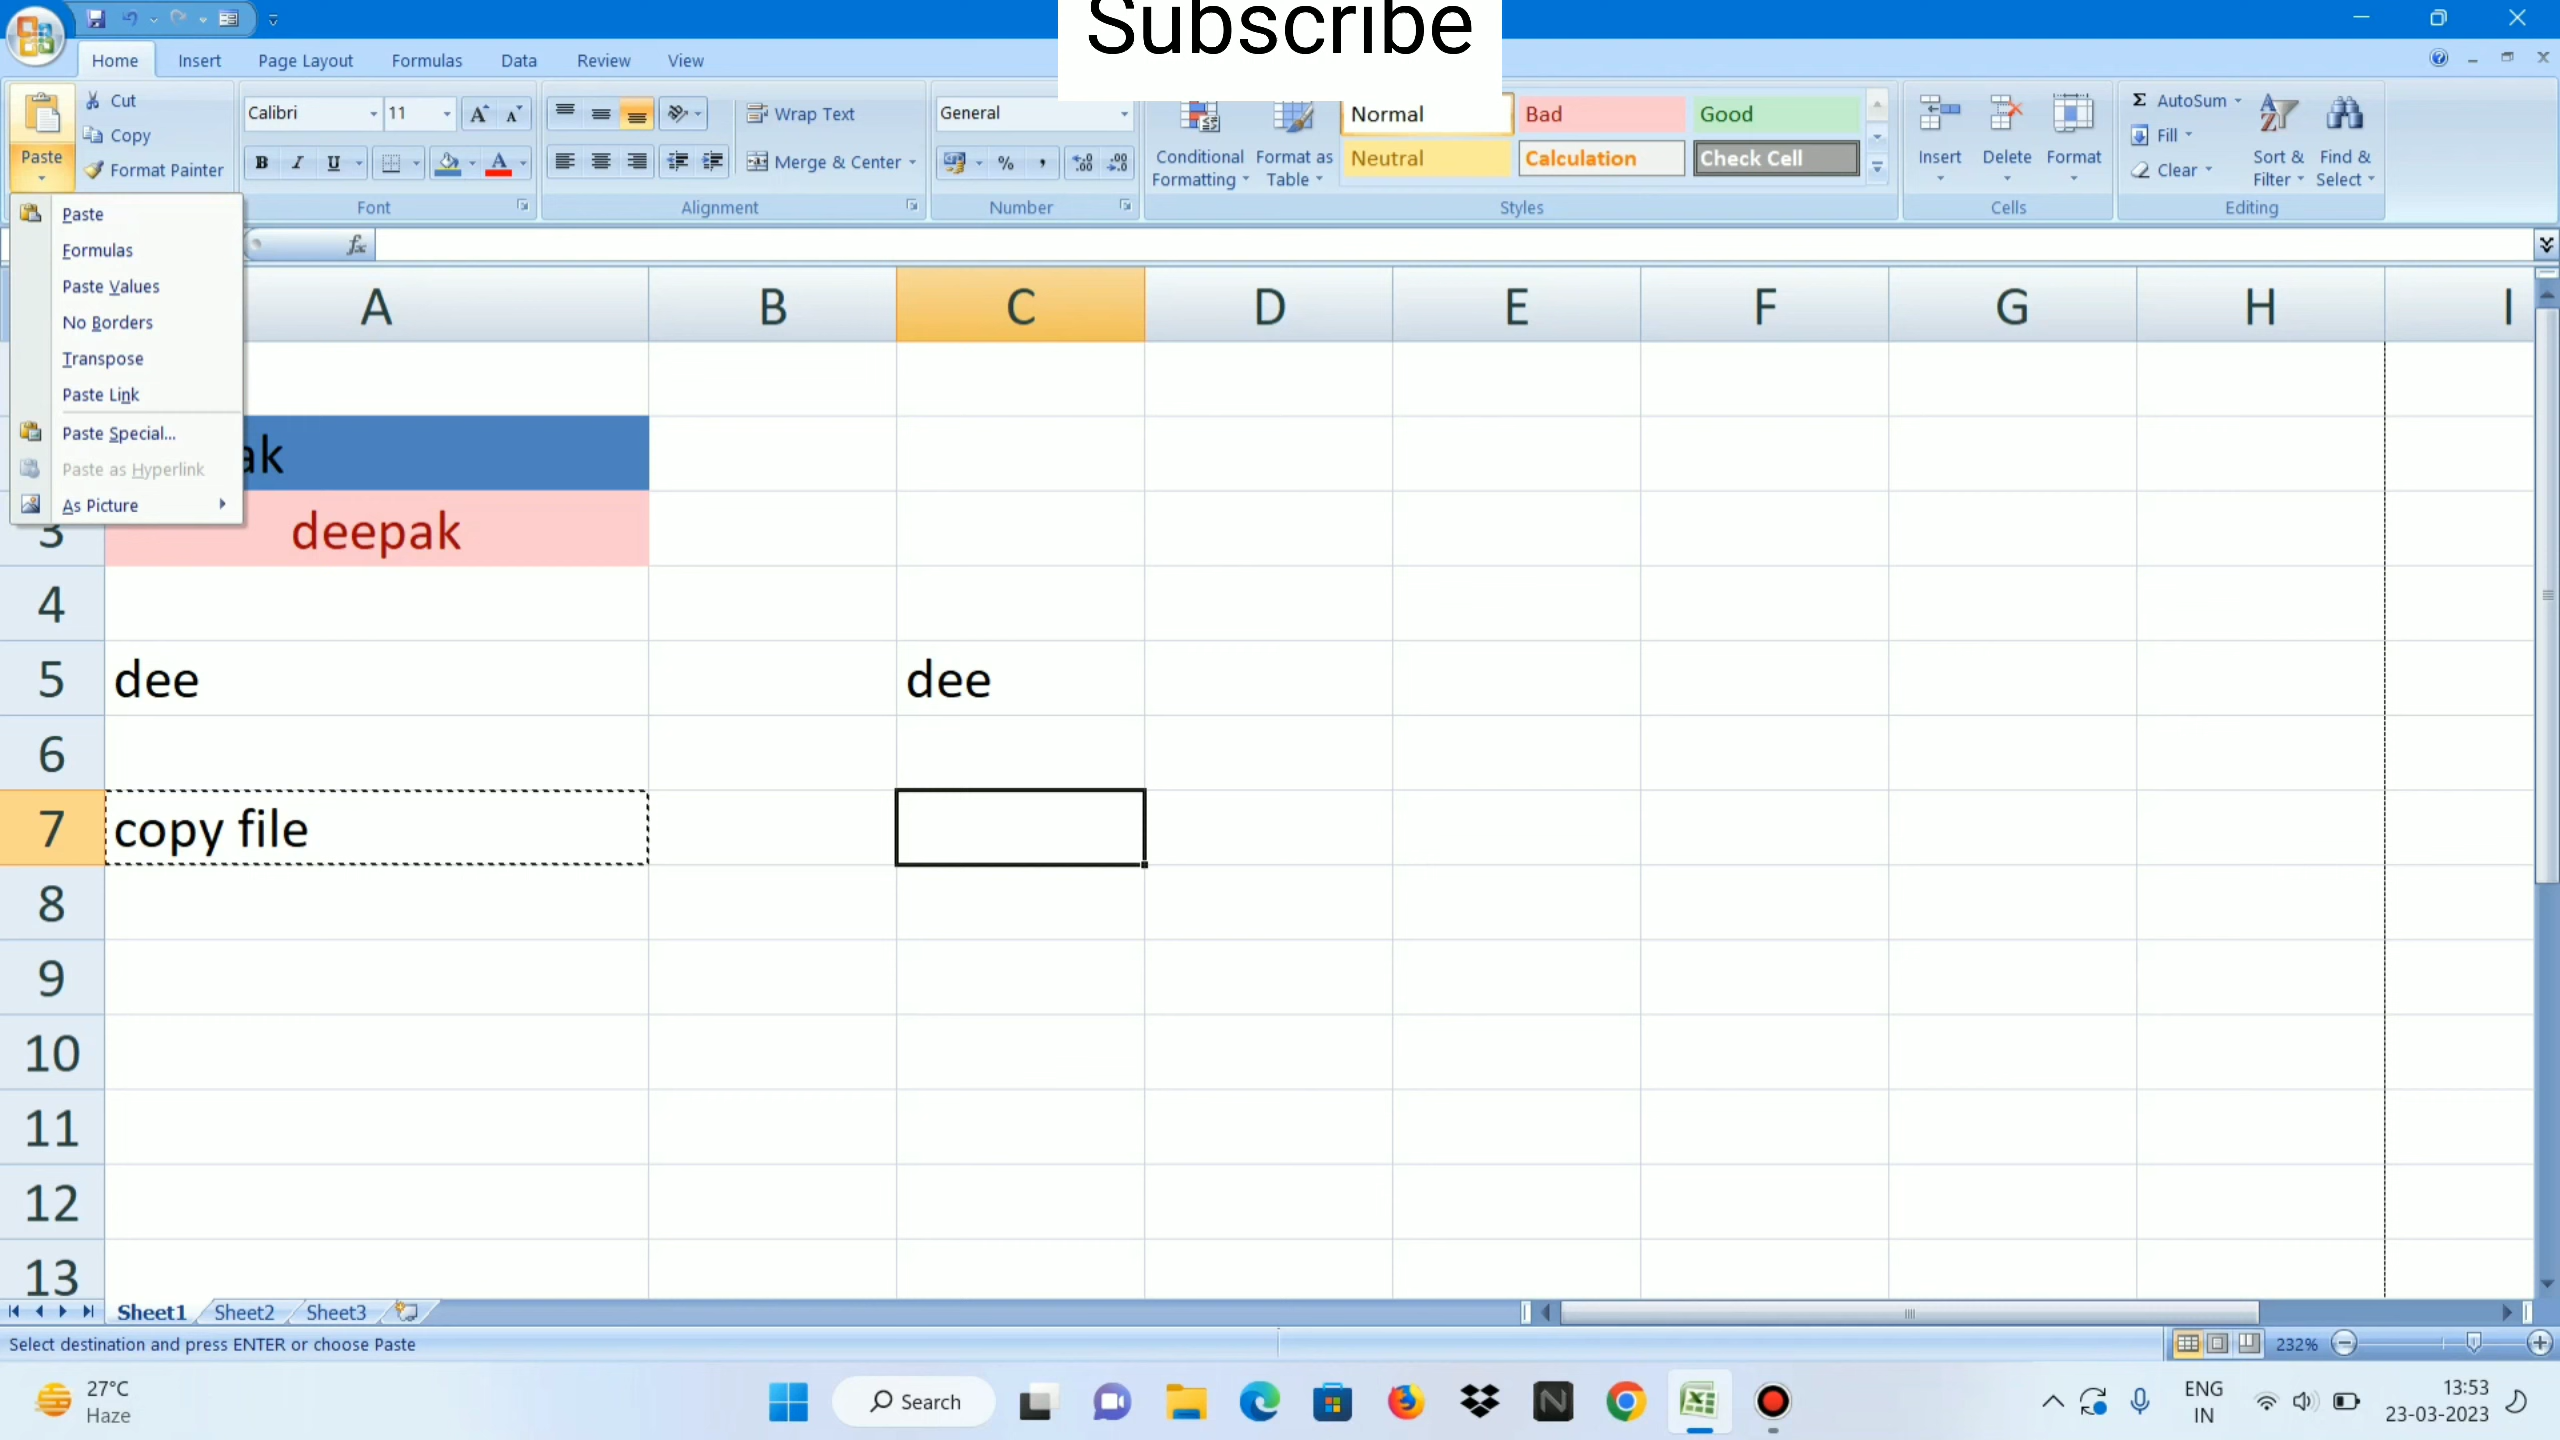 Subscribe
Home Insert Page Layout Formulas Data Review View
Paste
Cut
Copy
Format Painter
Calibri 11
B I U
Font
Wrap Text
Merge & Center
Alignment
General
%
Number
Conditional Formatting
Format as Table
Normal Bad Good
Neutral Calculation Check Cell
Styles
Insert Delete Format
Cells
Σ AutoSum
Fill
Clear
Sort & Filter
Find & Select
Editing
Paste
Formulas
Paste Values
No Borders
Transpose
Paste Link
Paste Special...
Paste as Hyperlink
As Picture
fx
A B C D E F G H I
ak
3 deepak
4
5 dee dee
6
7 copy file
8
9
10
11
12
13
Sheet1 Sheet2 Sheet3
Select destination and press ENTER or choose Paste
232%
27°C
Haze
Search
ENG
IN
13:53
23-03-2023